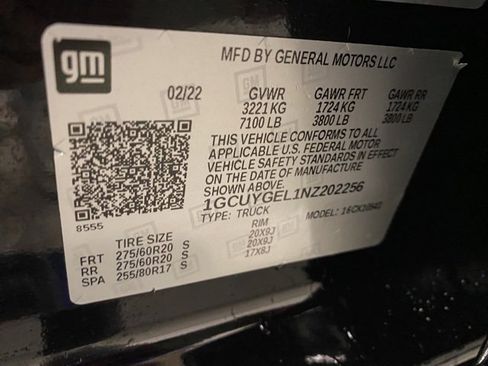 gm
MFD BY GENERAL MOTORS LLC
02/22 GVWR GAWR FRT GAWR RR
3221 KG 1724 KG 1724 KG
7100 LB 3800 LB 3800 LB
THIS VEHICLE CONFORMS TO ALL
APPLICABLE U.S. FEDERAL MOTOR
VEHICLE SAFETY STANDARDS IN EFFECT
ON THE DATE OF MANUFACTURE
SHOWN ABOVE.
1GCUYGEL1NZ202256
8555
TYPE: TRUCK MODEL:
TIRE SIZE RIM
FRT 275/60R20 S 20X9J
RR 275/60R20 S 20X9J
SPA 255/80R17 S 17X8J